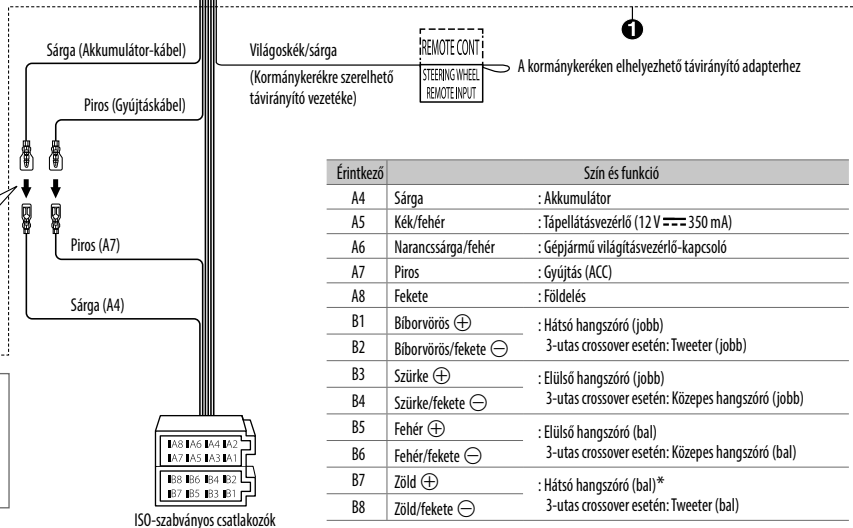 ❶
Sárga (Akkumulátor-kábel)
Világoskék/sárga
(Kormánykerékre szerelhető
távirányító vezetéke)
REMOTE CONT
STEERING WHEEL
REMOTE INPUT
A kormánykeréken elhelyezhető távirányító adapterhez
Piros (Gyújtáskábel)
Piros (A7)
Sárga (A4)
A8 A6 A4 A2
A7 A5 A3 A1
B8 B6 B4 B2
B7 B5 B3 B1
ISO-szabványos csatlakozók
Érintkező Szín és funkció
A4 Sárga : Akkumulátor
A5 Kék/fehér : Tápellátásvezérlő (12 V ⎓ 350 mA)
A6 Narancssárga/fehér : Gépjármű világításvezérlő-kapcsoló
A7 Piros : Gyújtás (ACC)
A8 Fekete : Földelés
B1 Bíborvörös ⊕ : Hátsó hangszóró (jobb)
B2 Bíborvörös/fekete ⊖ 3-utas crossover esetén: Tweeter (jobb)
B3 Szürke ⊕ : Elülső hangszóró (jobb)
B4 Szürke/fekete ⊖ 3-utas crossover esetén: Közepes hangszóró (jobb)
B5 Fehér ⊕ : Elülső hangszóró (bal)
B6 Fehér/fekete ⊖ 3-utas crossover esetén: Közepes hangszóró (bal)
B7 Zöld ⊕ : Hátsó hangszóró (bal)*
B8 Zöld/fekete ⊖ 3-utas crossover esetén: Tweeter (bal)